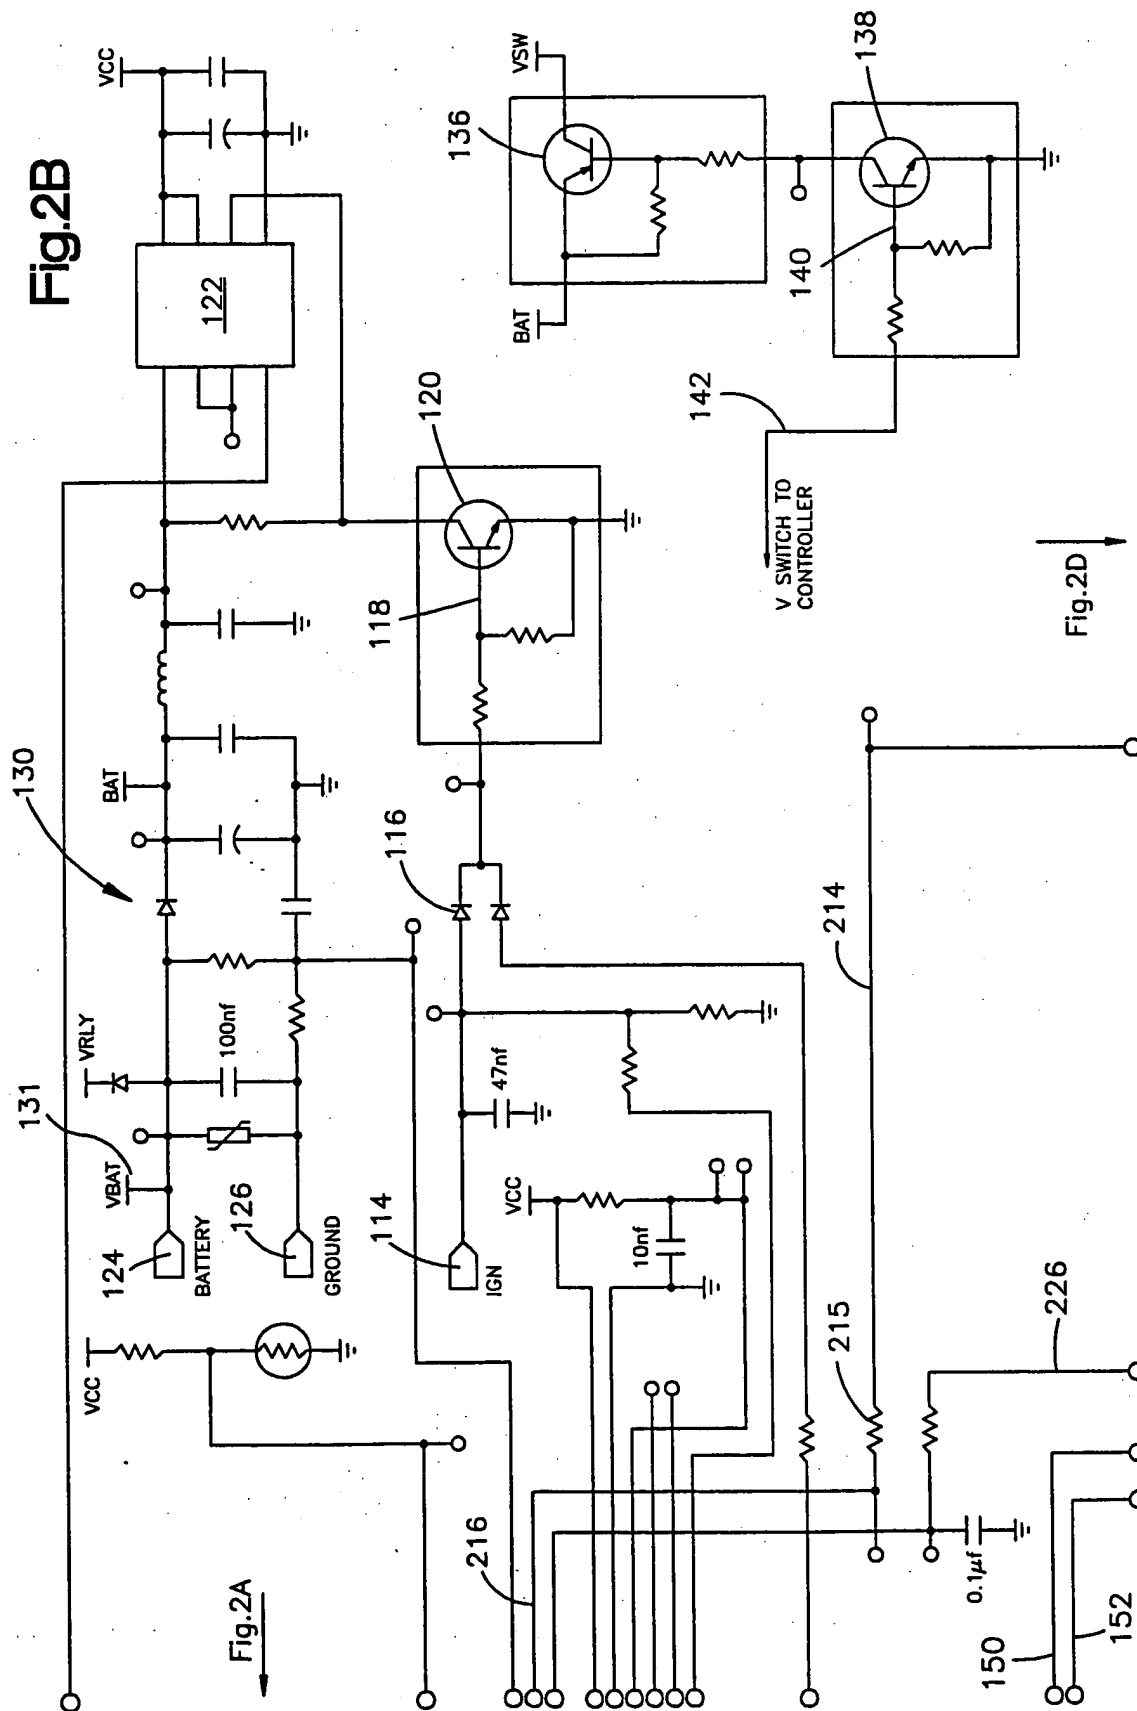 Fig.2B
VCC
122
136
VSW
BAT
138
140
142
V SWITCH TO
CONTROLLER
Fig.2D
120
118
130
BAT
116
214
VRLY
100nf
131
VBAT
47nf
124
BATTERY
126
GROUND
114
IGN
VCC
10nf
VCC
215
226
216
Fig.2A
0.1µf
150
152